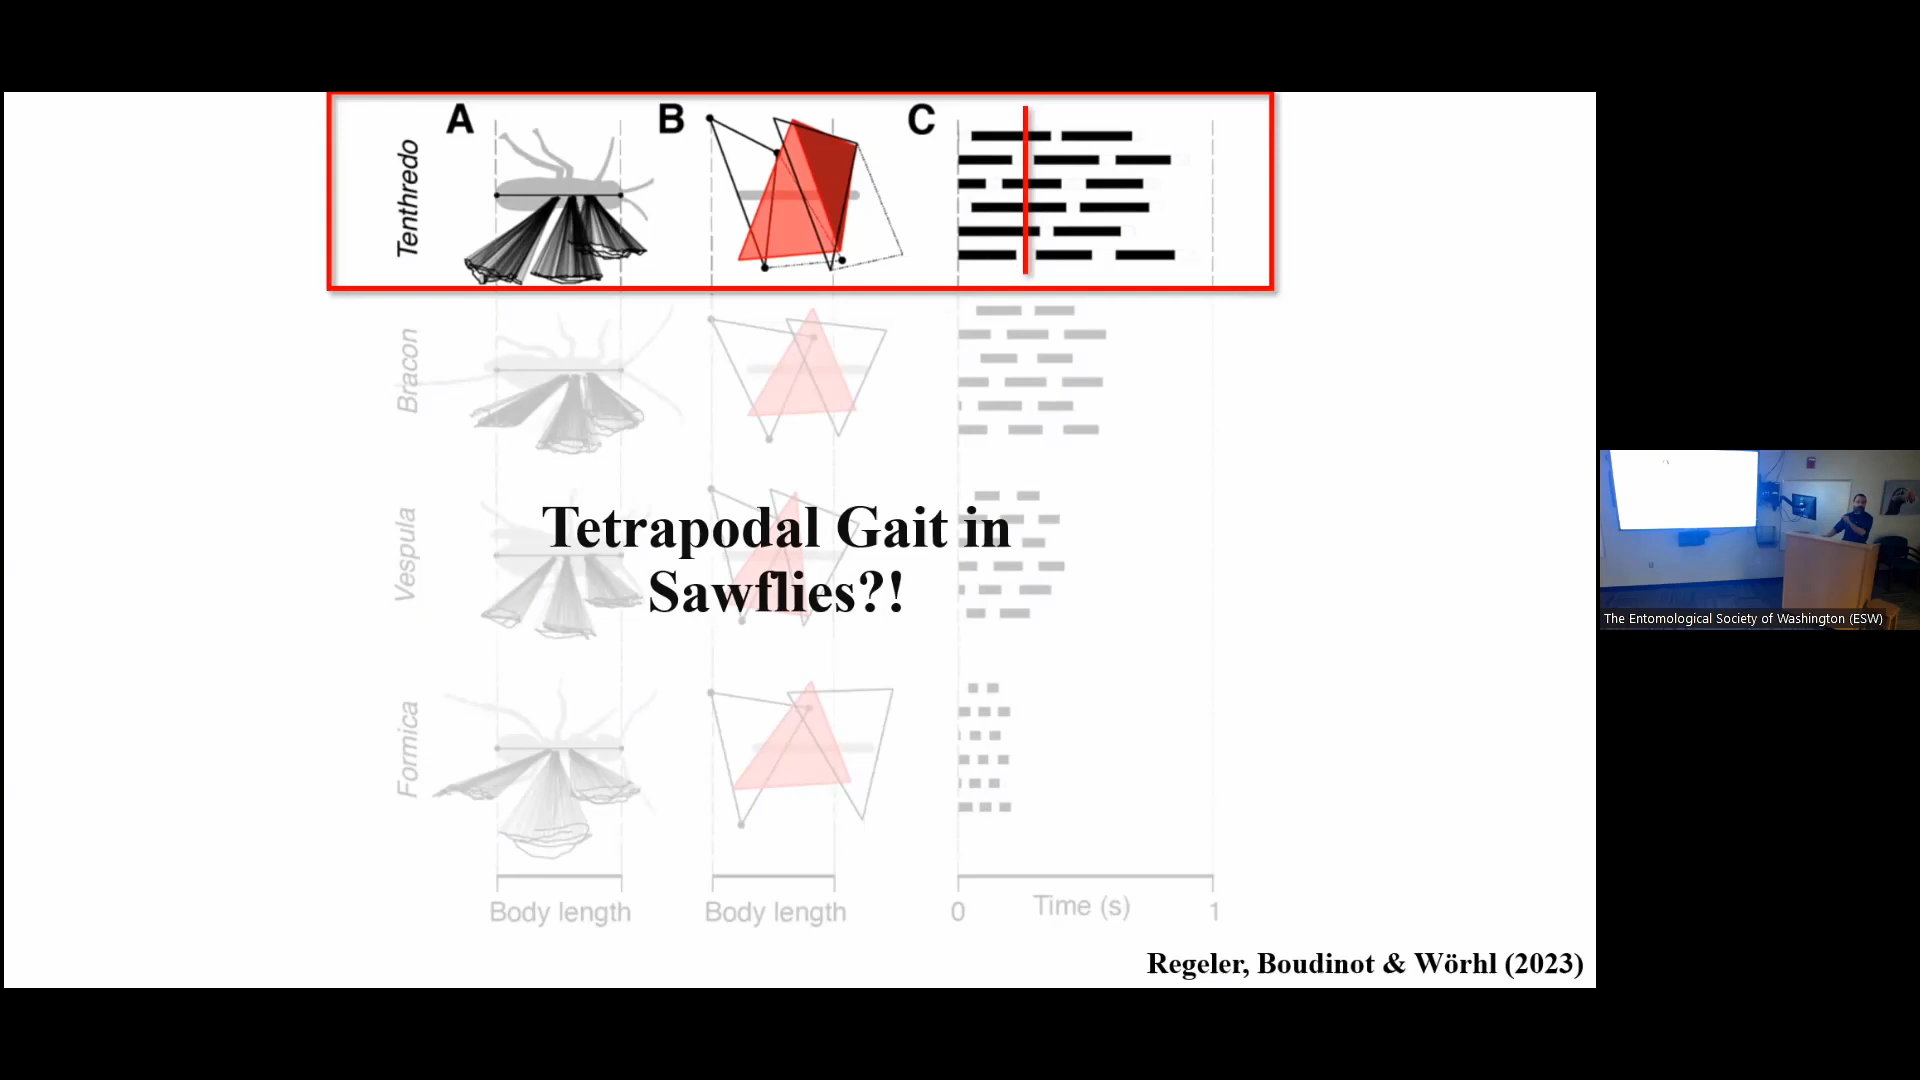 A
B
C
Tenthredo
Bracon
Vespula
Tetrapodal Gait in
Sawflies?!
Formica
Body length
Body length
0
Time (s)
1
Regeler, Boudinot & Wörhl (2023)
The Entomological Society of Washington (ESW)